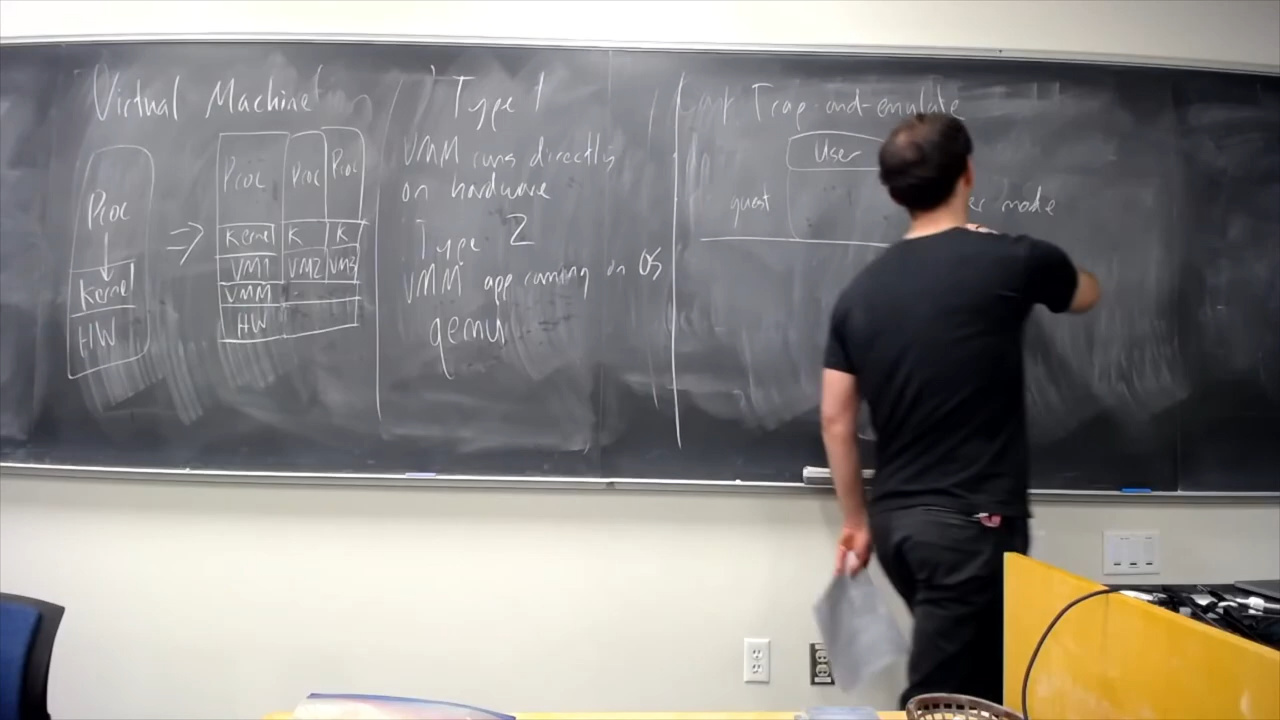 Virtual Machine
Proc
Kernel
HW
⇒
Proc Proc Proc
Kernel K K
VM1 VM2 VM3
VMM
HW
Type 1
VMM runs directly
on hardware
Type 2
VMM app running on OS
qemu
Trap-and-emulate
User
guest
mode